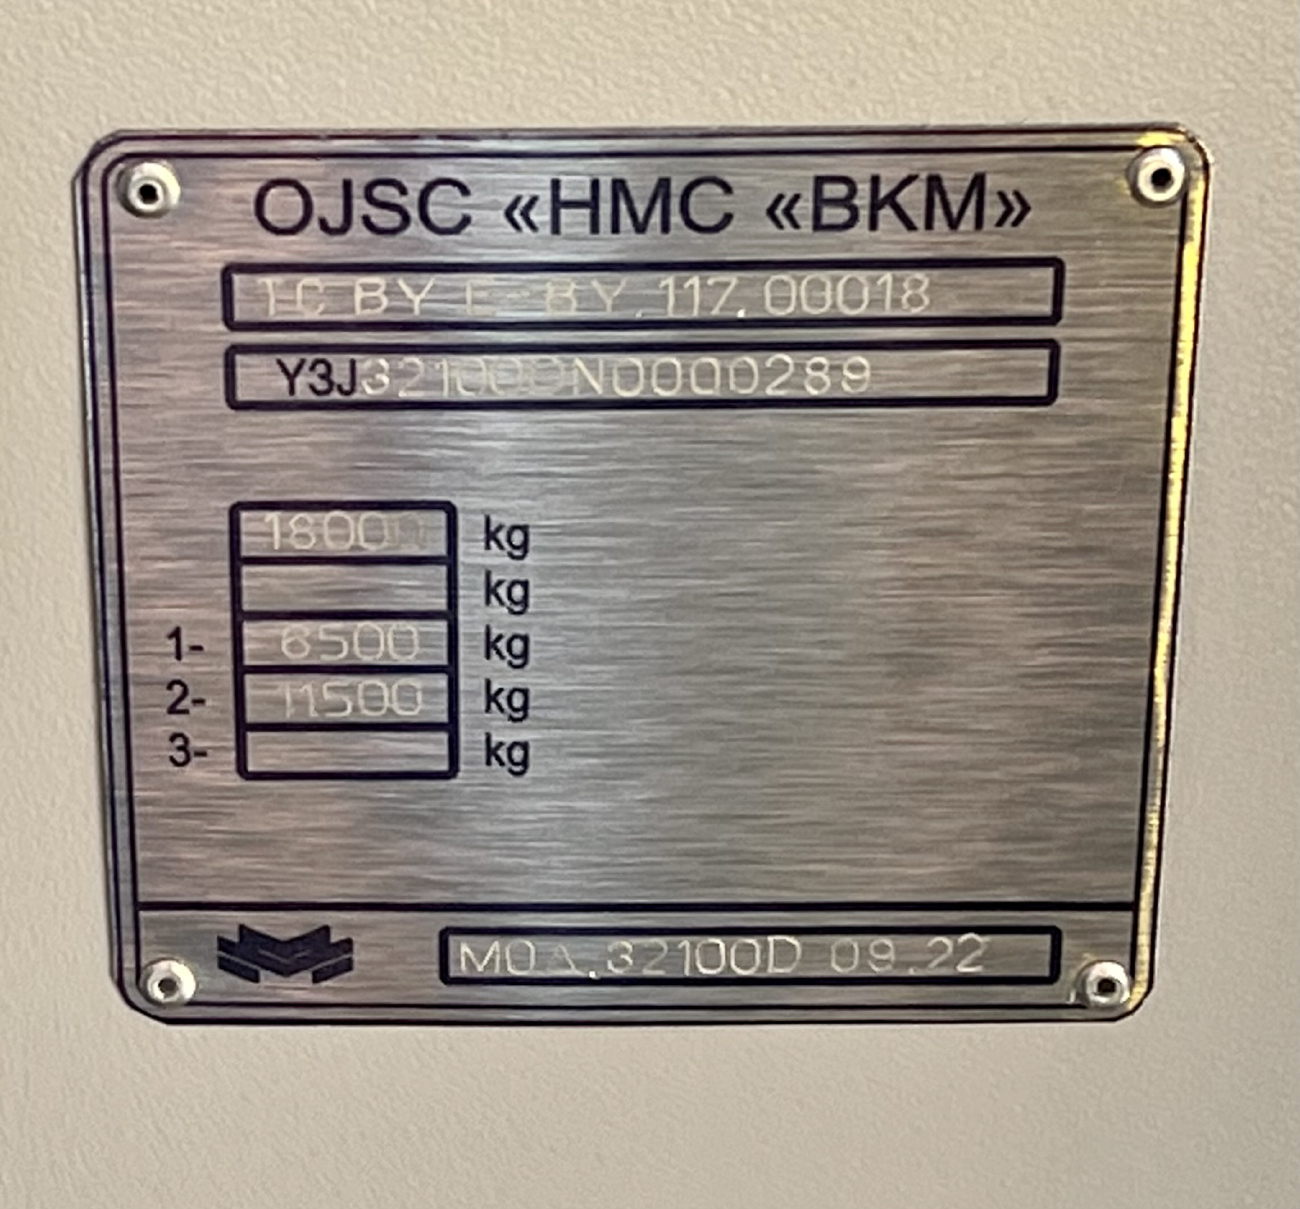 OJSC «HMC «BKM»
TC BY E-BY.117.00018
Y3J32100DN0000289
18000 kg
kg
1- 6500 kg
2- 11500 kg
3- kg
MOD.32100D 09.22